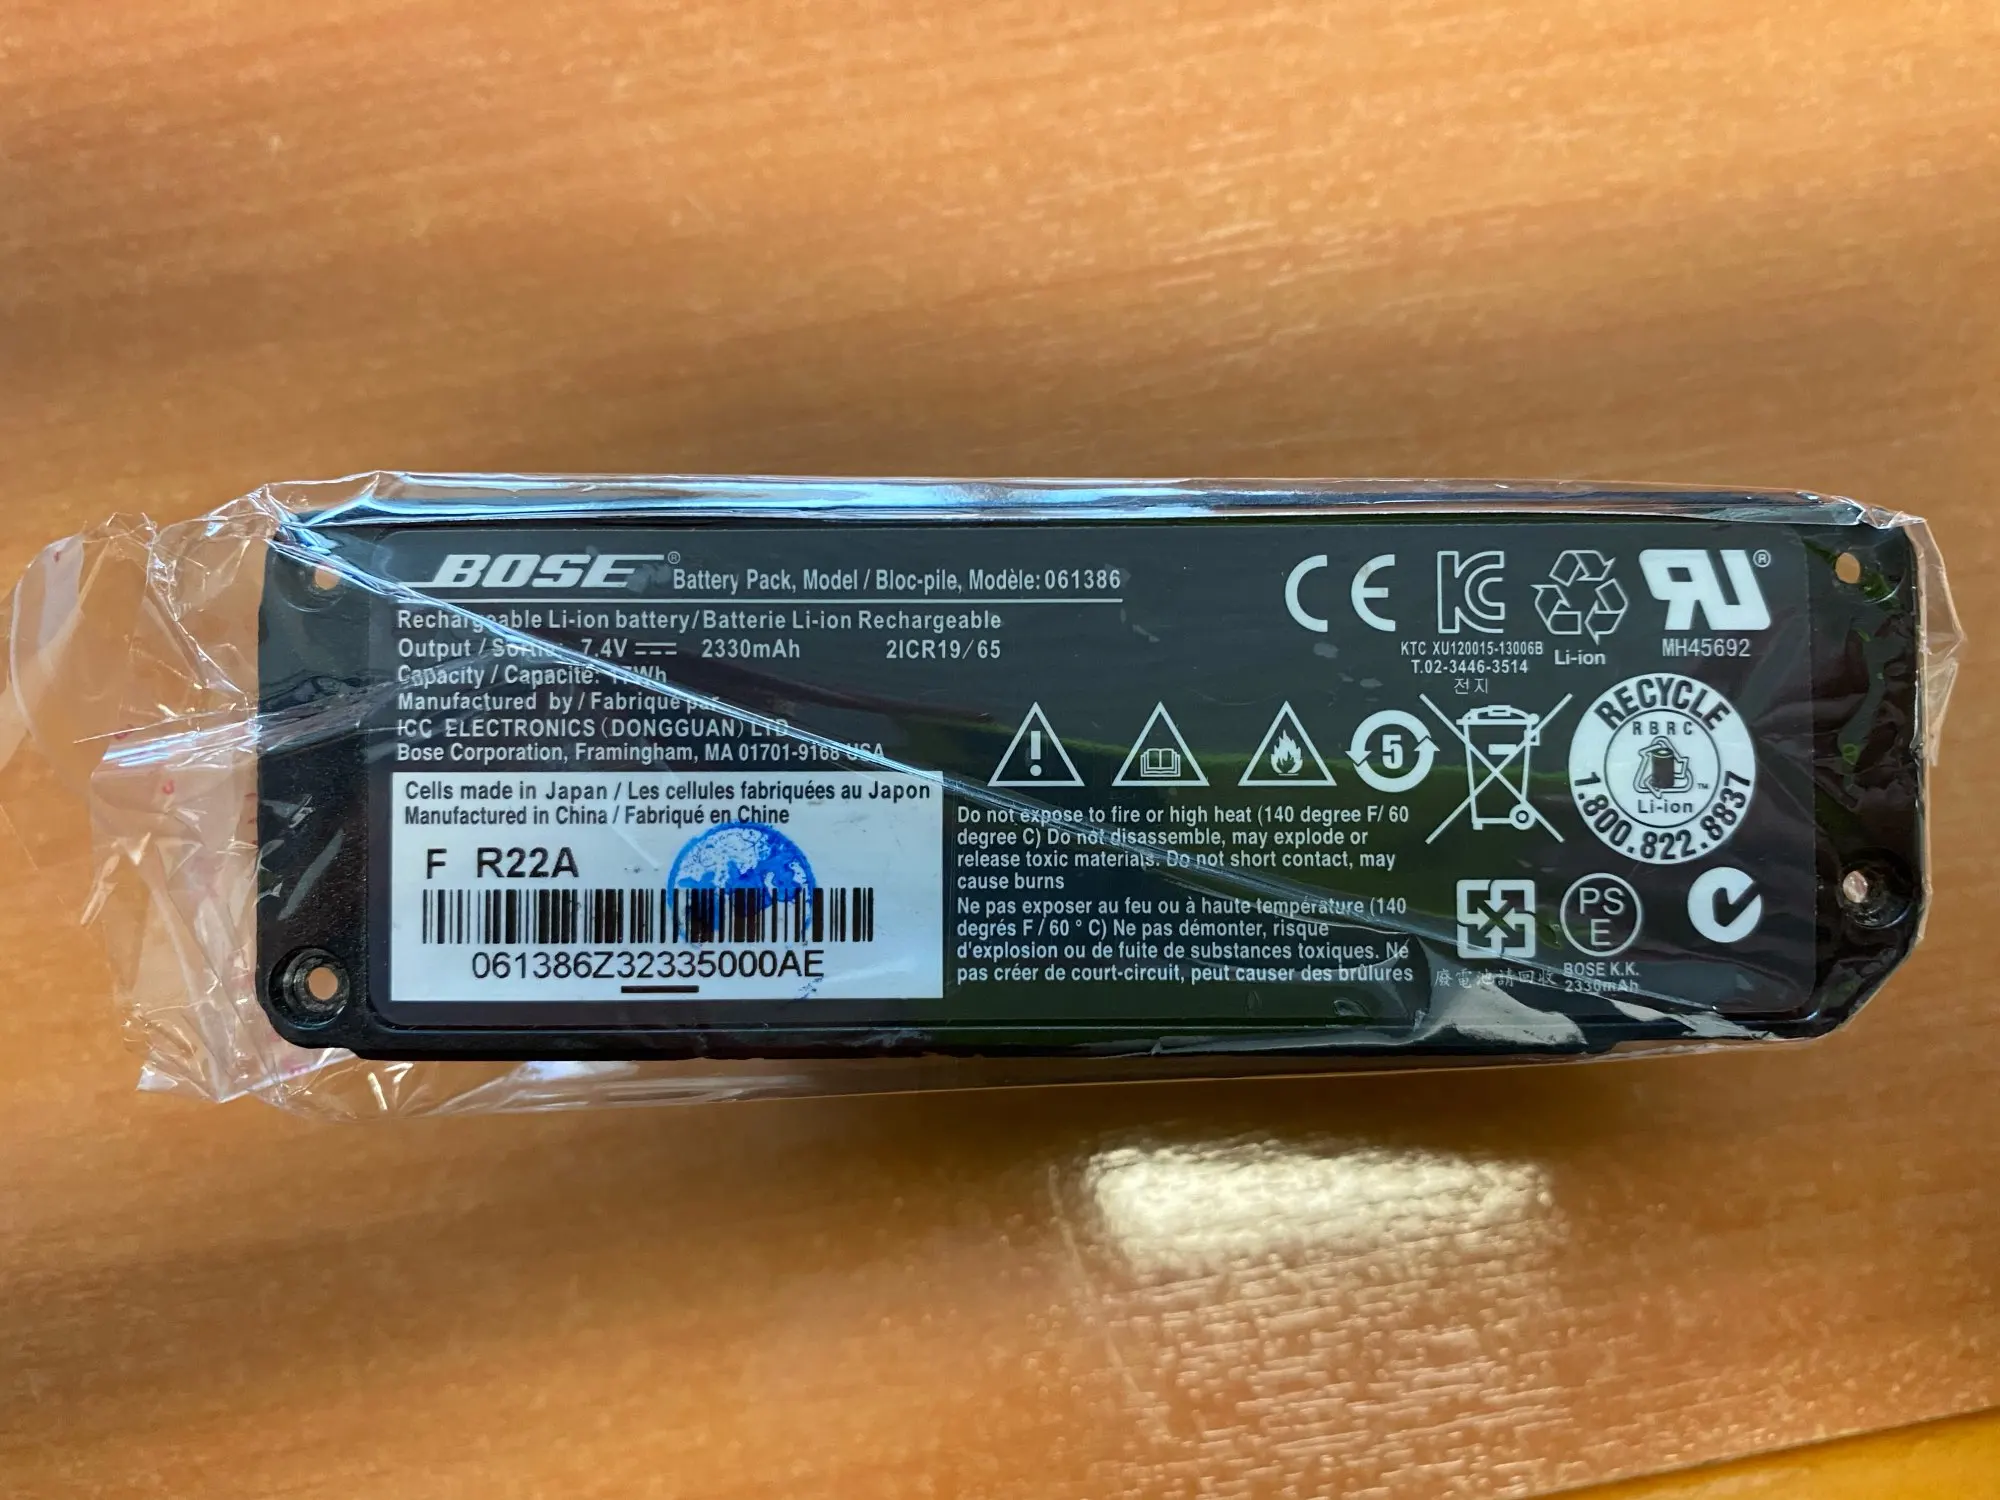 BOSE® Battery Pack, Model / Bloc-pile, Modèle: 061386
Rechargeable Li-ion battery/Batterie Li-ion Rechargeable
Output / Sortie: 7.4V 2330mAh 2ICR19/65
Capacity / Capacité: 17Wh
Manufactured by / Fabriqué par
ICC ELECTRONICS (DONGGUAN) LTD
Bose Corporation, Framingham, MA 01701-9168 USA
Cells made in Japan / Les cellules fabriquées au Japon
Manufactured in China / Fabriqué en Chine
F R22A
061386Z32335000AE
CE
KTC XU120015-13006B
T.02-3446-3514
전지
Li-ion
RU®
MH45692
5
RECYCLE
RBRC
Li-ion™
1.800.822.8837
Do not expose to fire or high heat (140 degree F/ 60
degree C) Do not disassemble, may explode or
release toxic materials. Do not short contact, may
cause burns
Ne pas exposer au feu ou à haute température (140
degrés F / 60 ° C) Ne pas démonter, risque
d'explosion ou de fuite de substances toxiques. Ne
pas créer de court-circuit, peut causer des brûlures
廢電池請回收
PS
E
BOSE K.K.
2330mAh